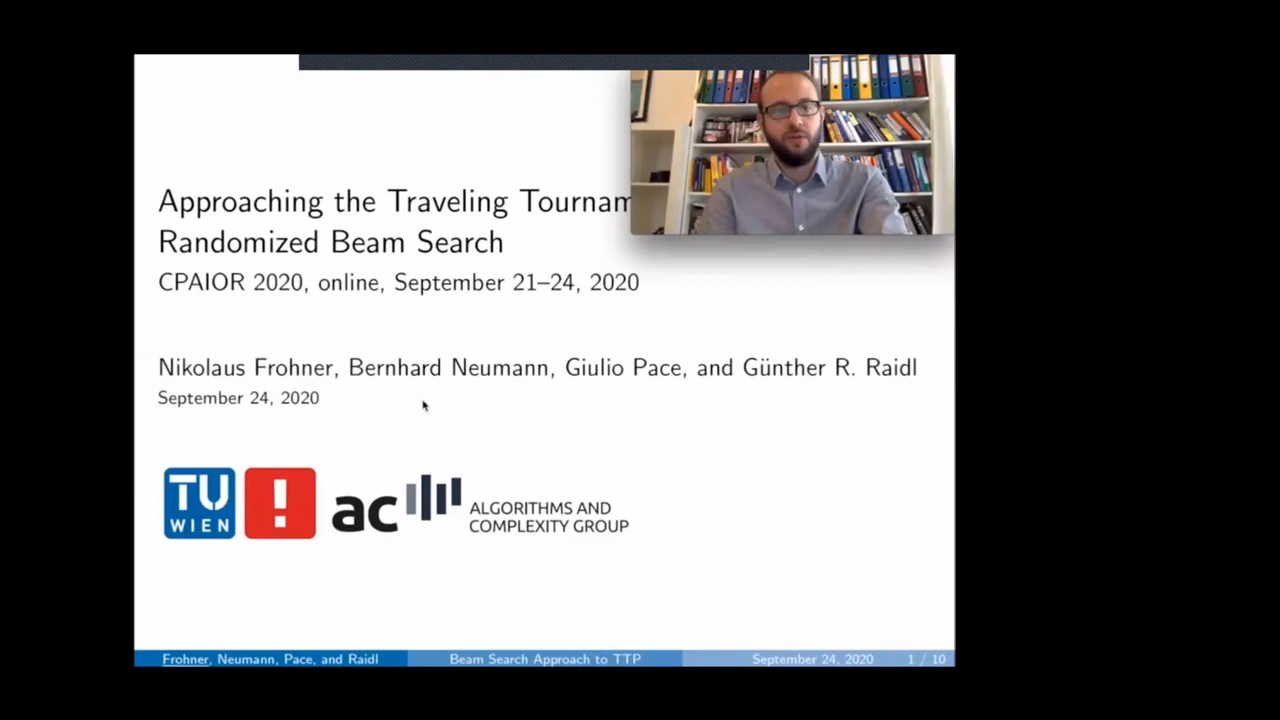 Approaching the Traveling Tournam
Randomized Beam Search
CPAIOR 2020, online, September 21–24, 2020
Nikolaus Frohner, Bernhard Neumann, Giulio Pace, and Günther R. Raidl
September 24, 2020
TU
WIEN
!
ac
ALGORITHMS AND
COMPLEXITY GROUP
Frohner, Neumann, Pace, and Raidl Beam Search Approach to TTP September 24, 2020 1 / 10